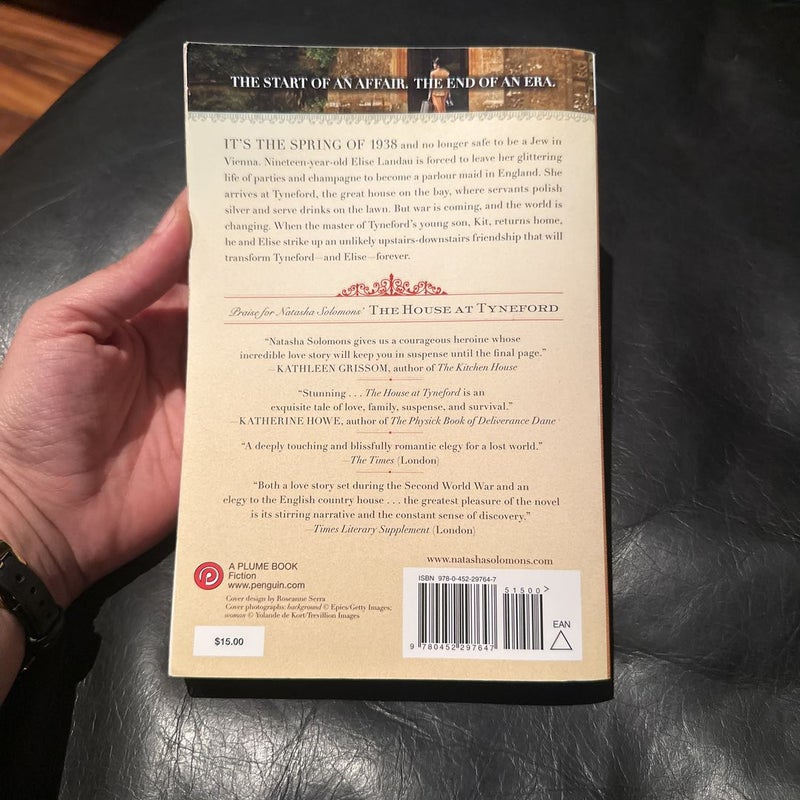 THE START OF AN AFFAIR. THE END OF AN ERA.
IT'S THE SPRING OF 1938 and no longer safe to be a Jew in
Vienna. Nineteen-year-old Elise Landau is forced to leave her glittering
life of parties and champagne to become a parlour maid in England. She
arrives at Tyneford, the great house on the bay, where servants polish
silver and serve drinks on the lawn. But war is coming, and the world is
changing. When the master of Tyneford's young son, Kit, returns home,
he and Elise strike up an unlikely upstairs-downstairs friendship that will
transform Tyneford—and Elise—forever.
Praise for Natasha Solomons' THE HOUSE AT TYNEFORD
"Natasha Solomons gives us a courageous heroine whose
incredible love story will keep you in suspense until the final page."
—KATHLEEN GRISSOM, author of The Kitchen House
"Stunning . . . The House at Tyneford is an
exquisite tale of love, family, suspense, and survival."
—KATHERINE HOWE, author of The Physick Book of Deliverance Dane
"A deeply touching and blissfully romantic elegy for a lost world."
—The Times (London)
"Both a love story set during the Second World War and an
elegy to the English country house . . . the greatest pleasure of the novel
is its stirring narrative and the constant sense of discovery."
—Times Literary Supplement (London)
www.natashasolomons.com
A PLUME BOOK
Fiction
www.penguin.com
Cover design by Roseanne Serra
Cover photographs: background © Epics/Getty Images;
woman © Yolande de Kort/Trevillion Images
$15.00
ISBN 978-0-452-29764-7
51500>
EAN
9 780452 297647